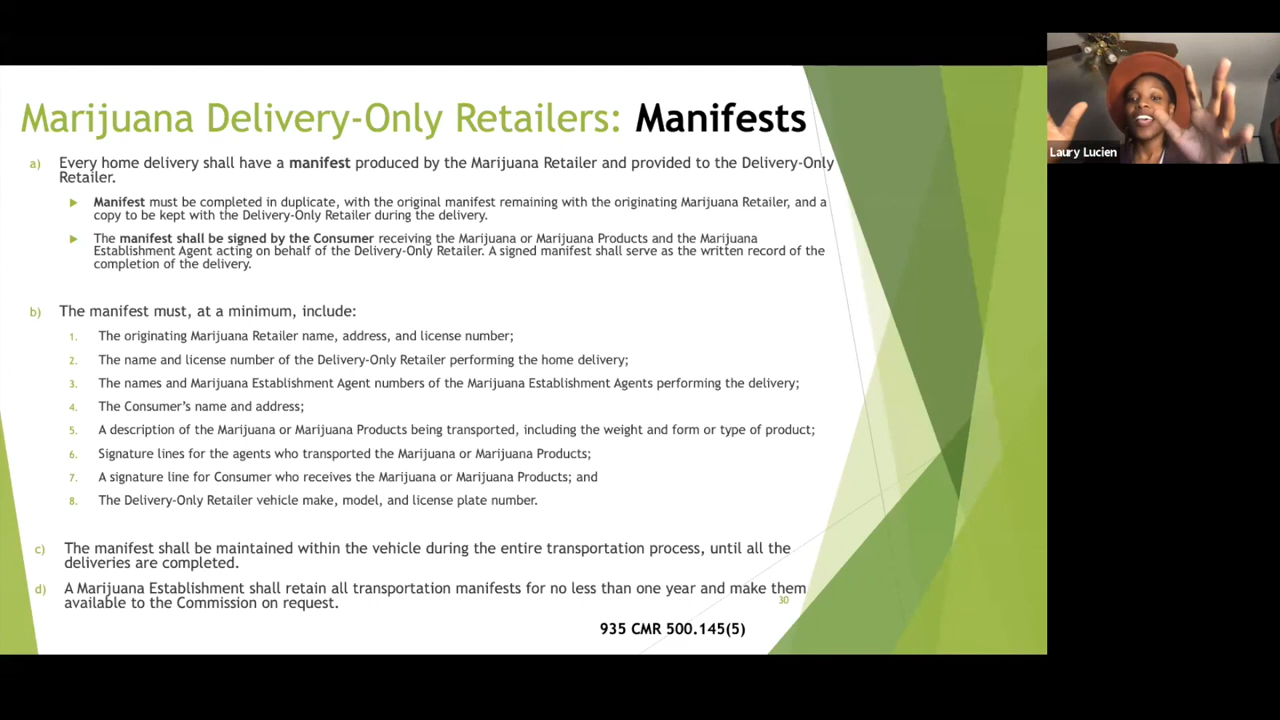 Marijuana Delivery-Only Retailers: Manifests
a) Every home delivery shall have a manifest produced by the Marijuana Retailer and provided to the Delivery-Only
Retailer.
Manifest must be completed in duplicate, with the original manifest remaining with the originating Marijuana Retailer, and a
copy to be kept with the Delivery-Only Retailer during the delivery.
The manifest shall be signed by the Consumer receiving the Marijuana or Marijuana Products and the Marijuana
Establishment Agent acting on behalf of the Delivery-Only Retailer. A signed manifest shall serve as the written record of the
completion of the delivery.
b) The manifest must, at a minimum, include:
1. The originating Marijuana Retailer name, address, and license number;
2. The name and license number of the Delivery-Only Retailer performing the home delivery;
3. The names and Marijuana Establishment Agent numbers of the Marijuana Establishment Agents performing the delivery;
4. The Consumer’s name and address;
5. A description of the Marijuana or Marijuana Products being transported, including the weight and form or type of product;
6. Signature lines for the agents who transported the Marijuana or Marijuana Products;
7. A signature line for Consumer who receives the Marijuana or Marijuana Products; and
8. The Delivery-Only Retailer vehicle make, model, and license plate number.
c) The manifest shall be maintained within the vehicle during the entire transportation process, until all the
deliveries are completed.
d) A Marijuana Establishment shall retain all transportation manifests for no less than one year and make them
available to the Commission on request.
30
935 CMR 500.145(5)
Laury Lucien